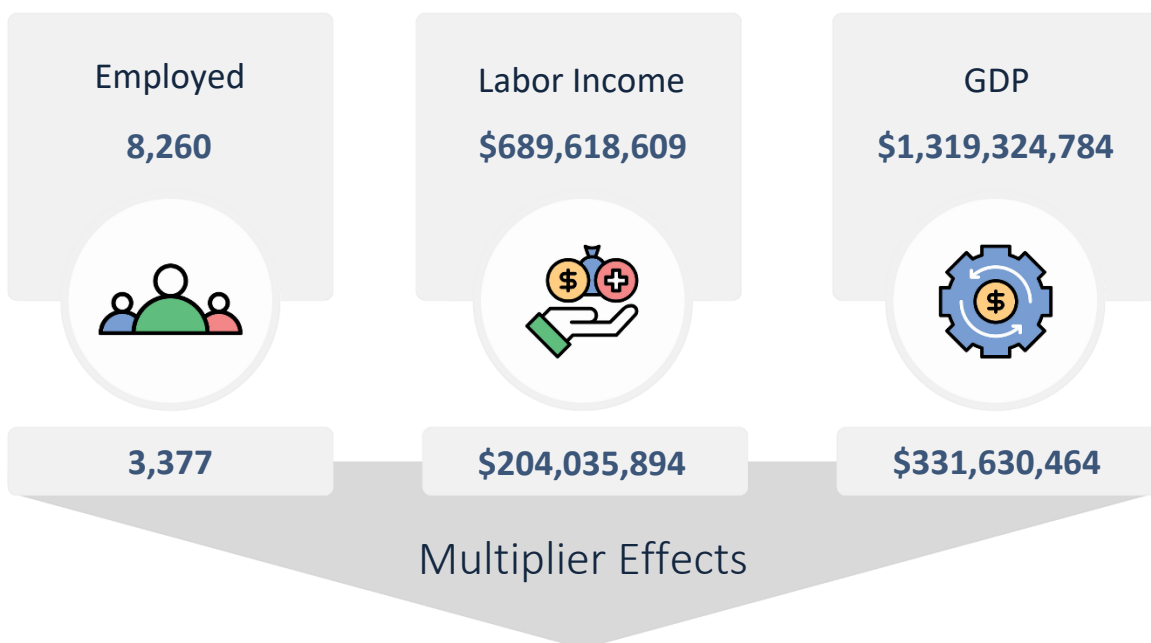 Employed
8,260
Labor Income
$689,618,609
GDP
$1,319,324,784
$
$
3,377
$204,035,894
$331,630,464
Multiplier Effects